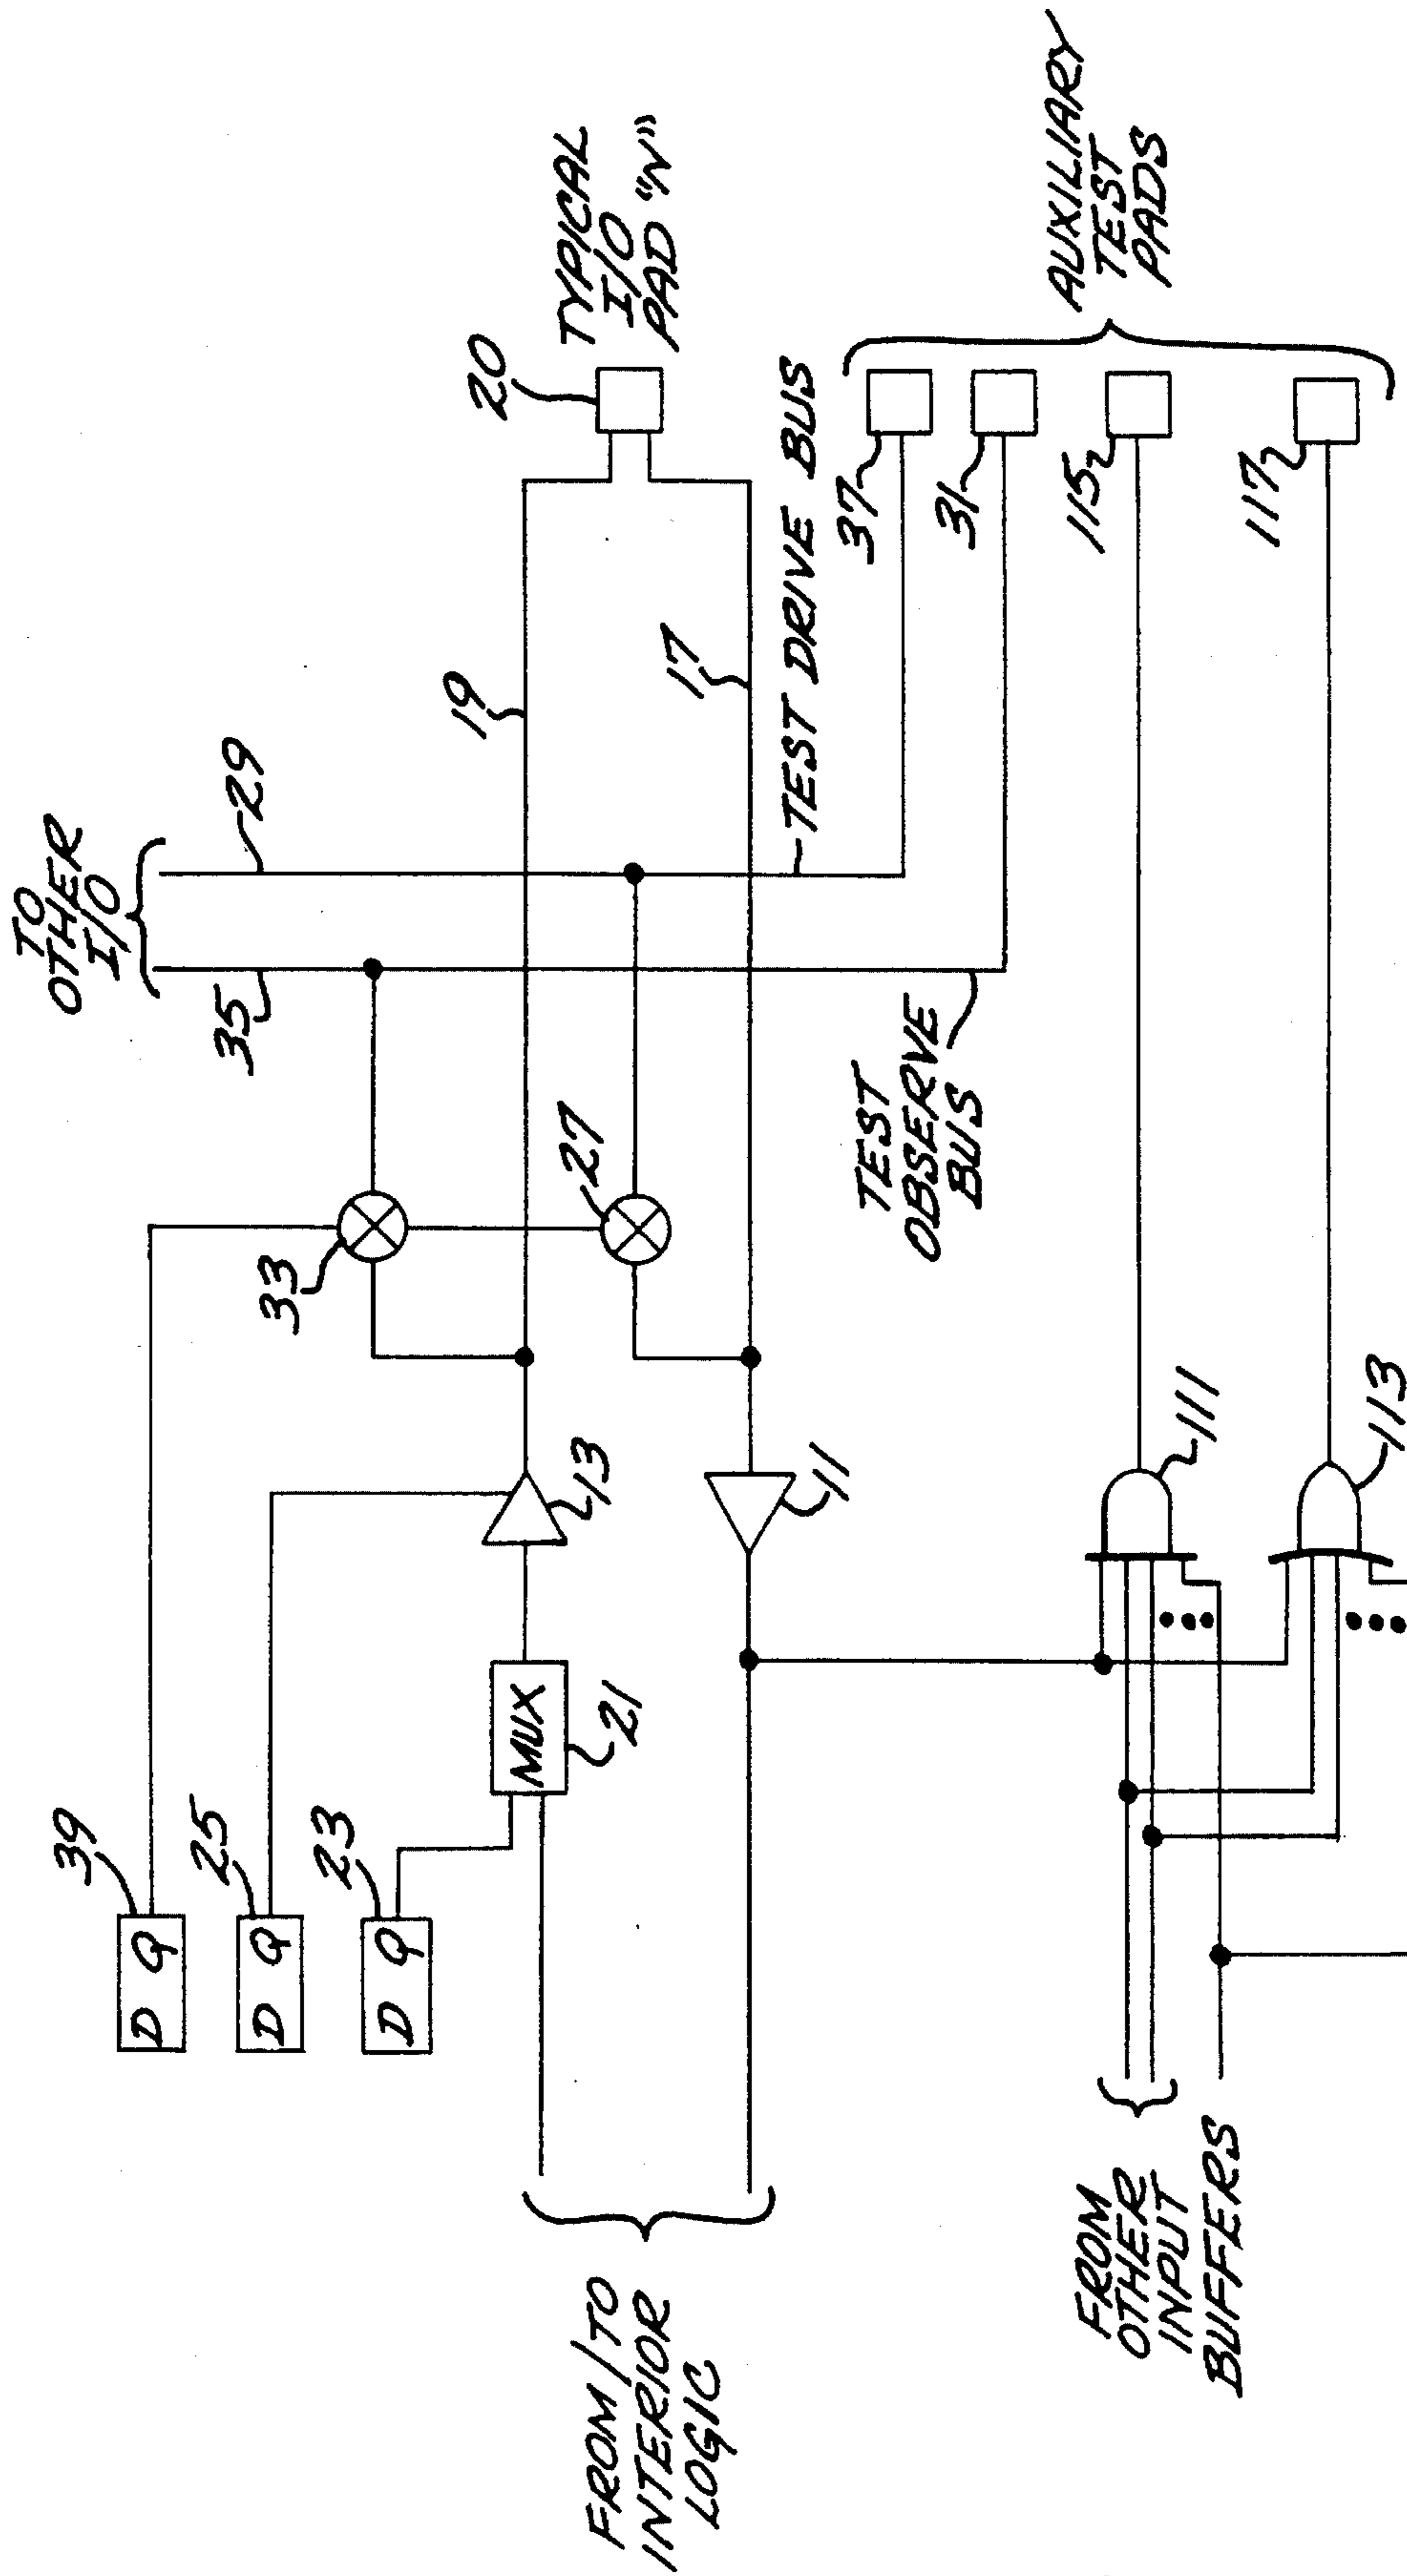 TO
OTHER
I/O
35
29
39
D Q
25
D Q
23
D Q
33
19
20
TYPICAL
I/O
PAD "N"
MUX
21
13
27
17
11
FROM/TO
INTERIOR
LOGIC
TEST DRIVE BUS
TEST
OBSERVE
BUS
37
31
115
117
AUXILIARY
TEST
PADS
111
113
FROM
OTHER
INPUT
BUFFERS